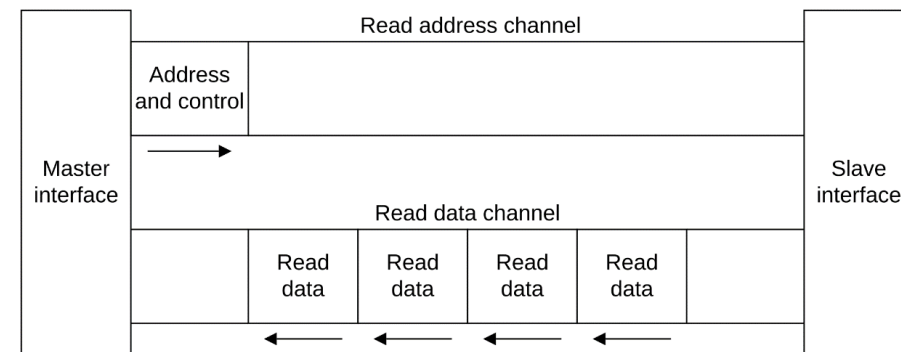 Read address channel
Address
and control
Master
interface
Slave
interface
Read data channel
Read
data
Read
data
Read
data
Read
data